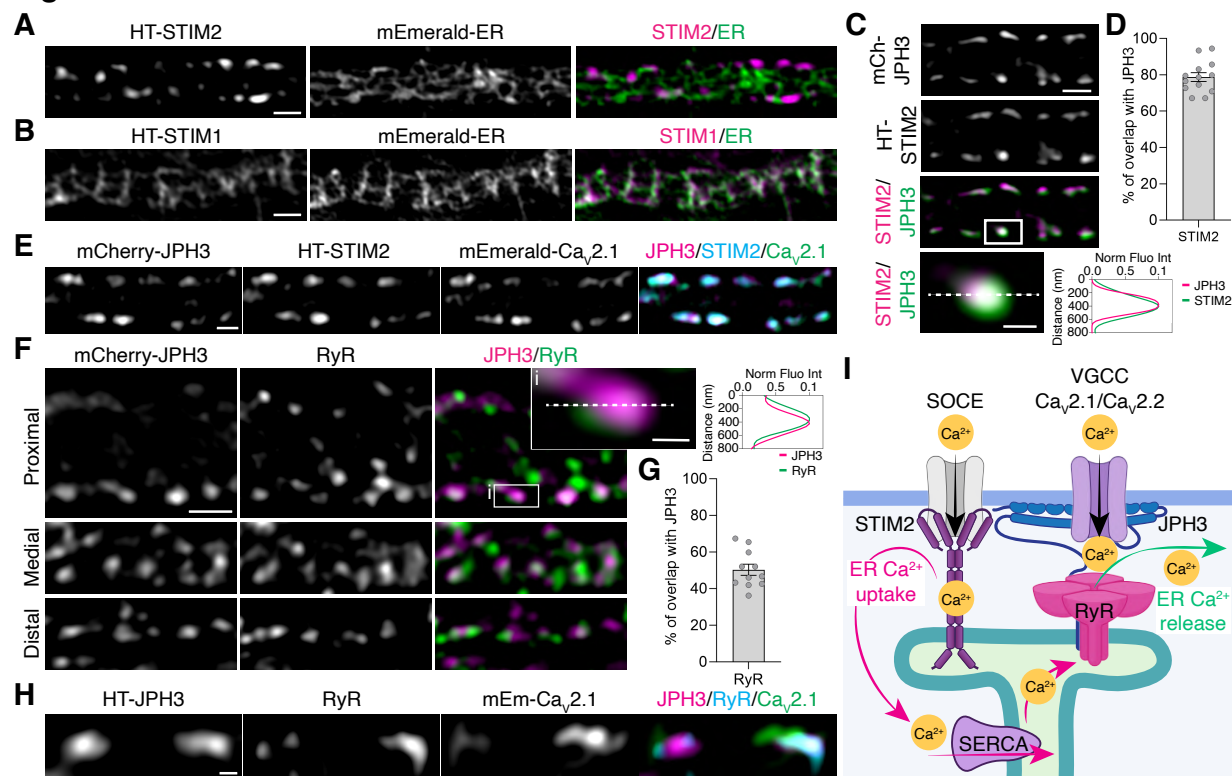 A
HT-STIM2
mEmerald-ER
STIM2/ER
B
HT-STIM1
mEmerald-ER
STIM1/ER
C
mCh-
JPH3
HT-
STIM2
STIM2/
JPH3
STIM2/
JPH3
Norm Fluo Int
0.0 0.5 0.1
Distance (nm)
0
200
400
600
800
JPH3
STIM2
D
% of overlap with JPH3
100
80
60
40
20
0
STIM2
E
mCherry-JPH3
HT-STIM2
mEmerald-CaV2.1
JPH3/STIM2/CaV2.1
F
mCherry-JPH3
RyR
JPH3/RyR
Proximal
Medial
Distal
i
i
Norm Fluo Int
0.0 0.5 0.1
Distance (nm)
0
200
400
600
800
JPH3
RyR
G
% of overlap with JPH3
100
80
60
40
20
0
RyR
H
HT-JPH3
RyR
mEm-CaV2.1
JPH3/RyR/CaV2.1
I
SOCE
VGCC
CaV2.1/CaV2.2
Ca2+
Ca2+
STIM2
JPH3
Ca2+
Ca2+
ER Ca2+
uptake
Ca2+
RyR
ER Ca2+
release
Ca2+
Ca2+
SERCA